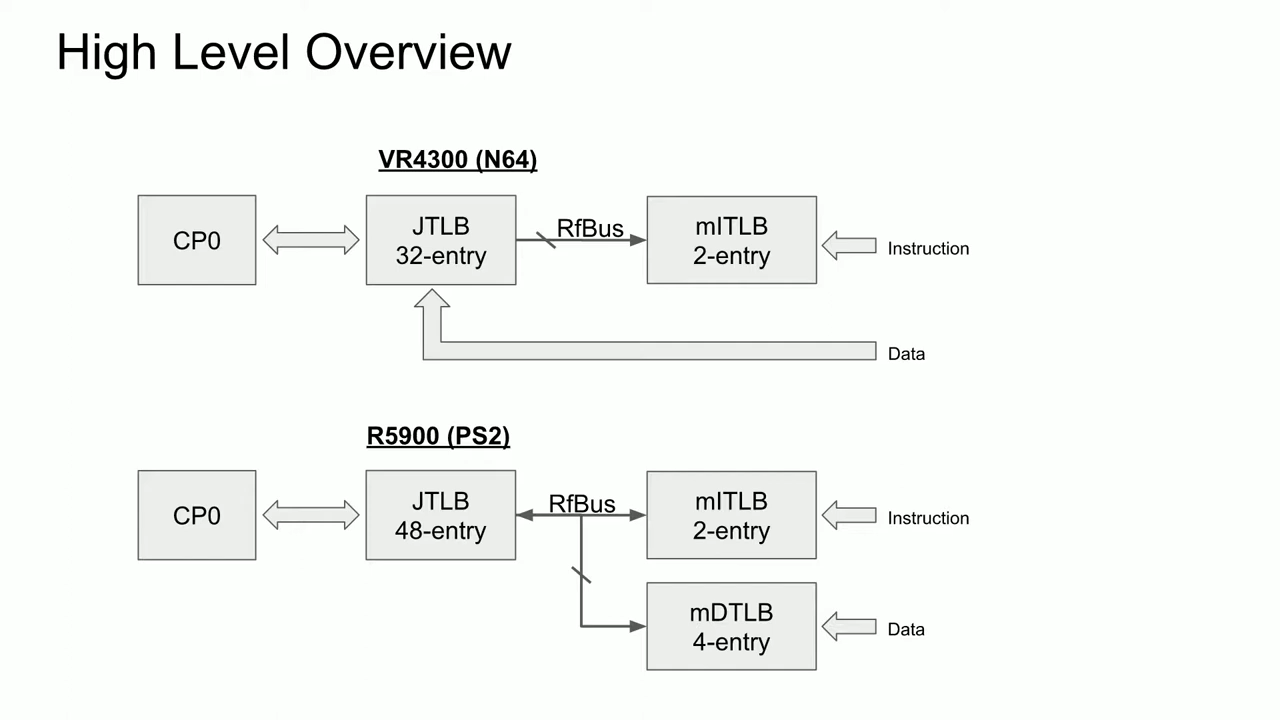 High Level Overview
VR4300 (N64)
CP0
JTLB
32-entry
RfBus
mITLB
2-entry
Instruction
Data
R5900 (PS2)
CP0
JTLB
48-entry
RfBus
mITLB
2-entry
Instruction
mDTLB
4-entry
Data